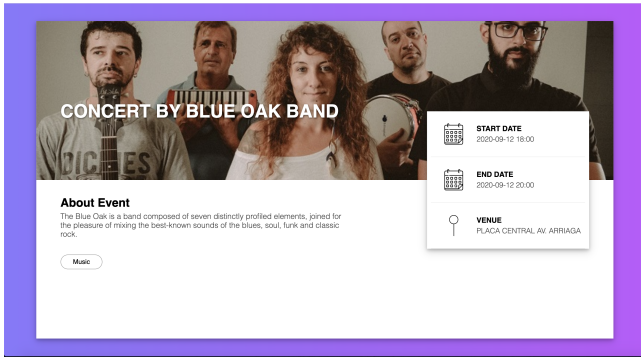 CONCERT BY BLUE OAK BAND
DICKIES
START DATE
2020-09-12 18:00
END DATE
2020-09-12 20:00
VENUE
PLACA CENTRAL AV. ARRIAGA
About Event
The Blue Oak is a band composed of seven distinctly profiled elements, joined for
the pleasure of mixing the best-known sounds of the blues, soul, funk and classic
rock.
Music